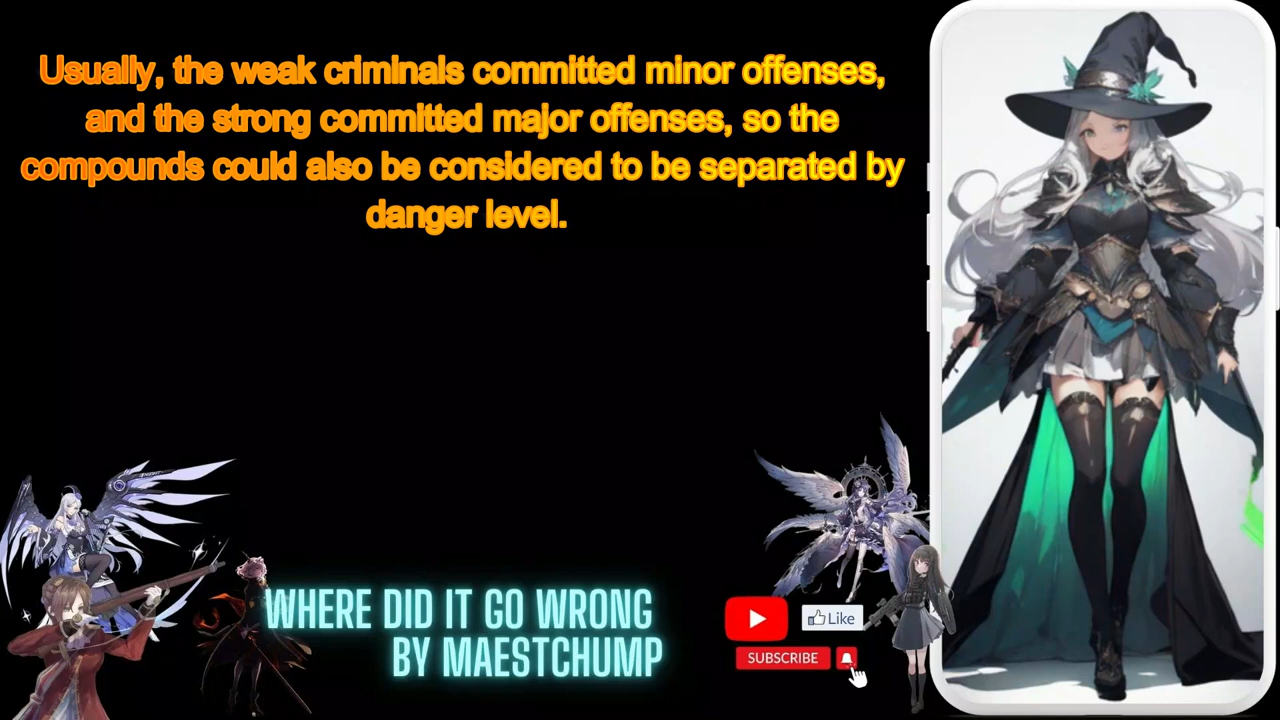 Usually, the weak criminals committed minor offenses,
and the strong committed major offenses, so the
compounds could also be considered to be separated by
danger level.
WHERE DID IT GO WRONG
BY MAESTCHUMP
Like
SUBSCRIBE